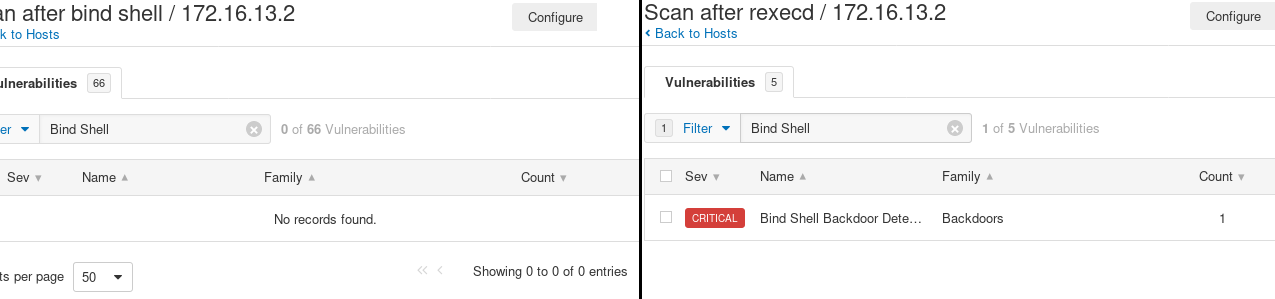 an after bind shell / 172.16.13.2
Configure
k to Hosts
ulnerabilities 66
er Bind Shell 0 of 66 Vulnerabilities
Sev Name Family Count
No records found.
ts per page 50 Showing 0 to 0 of 0 entries
Scan after rexecd / 172.16.13.2
Configure
Back to Hosts
Vulnerabilities 5
1 Filter Bind Shell 1 of 5 Vulnerabilities
Sev Name Family Count
CRITICAL Bind Shell Backdoor Dete... Backdoors 1